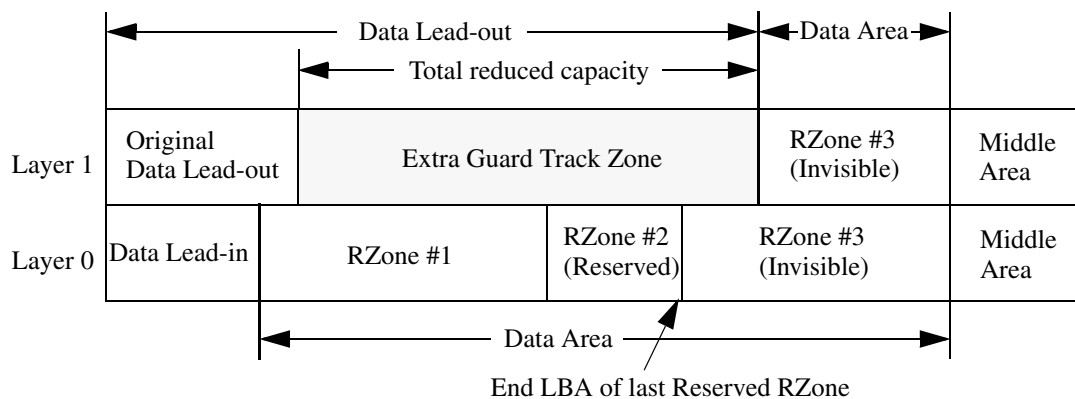 Data Lead-out
Data Area
Total reduced capacity
Layer 1
Original
Data Lead-out
Extra Guard Track Zone
RZone #3
(Invisible)
Middle
Area
Layer 0
Data Lead-in
RZone #1
RZone #2
(Reserved)
RZone #3
(Invisible)
Middle
Area
Data Area
End LBA of last Reserved RZone